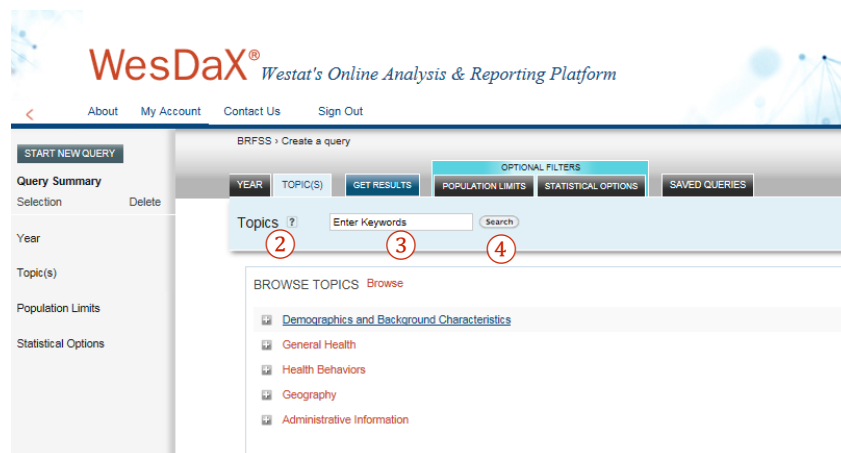 WesDaX® Westat's Online Analysis & Reporting Platform
< About My Account Contact Us Sign Out
BRFSS › Create a query
START NEW QUERY
Query Summary
Selection Delete
Year
Topic(s)
Population Limits
Statistical Options
OPTIONAL FILTERS
YEAR TOPIC(S) GET RESULTS POPULATION LIMITS STATISTICAL OPTIONS SAVED QUERIES
Topics ? Enter Keywords Search
2 3 4
BROWSE TOPICS Browse
Demographics and Background Characteristics
General Health
Health Behaviors
Geography
Administrative Information